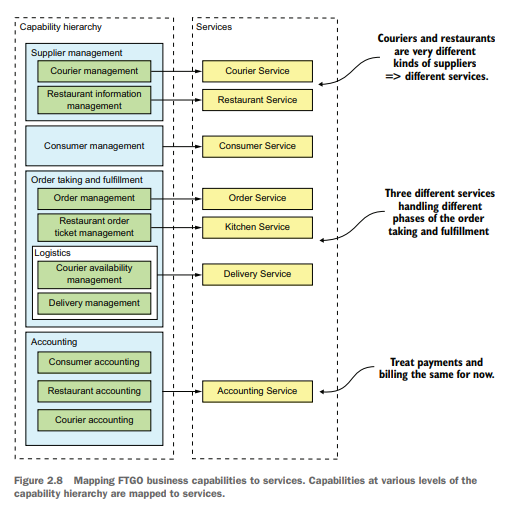 Capability hierarchy
Services
Supplier management
Courier management
Courier Service
Restaurant information
management
Restaurant Service
Couriers and restaurants
are very different
kinds of suppliers
=> different services.
Consumer management
Consumer Service
Order taking and fulfillment
Order management
Order Service
Restaurant order
ticket management
Kitchen Service
Three different services
handling different
phases of the order
taking and fulfillment
Logistics
Courier availability
management
Delivery management
Delivery Service
Accounting
Consumer accounting
Restaurant accounting
Courier accounting
Accounting Service
Treat payments and
billing the same for now.
Figure 2.8 Mapping FTGO business capabilities to services. Capabilities at various levels of the
capability hierarchy are mapped to services.